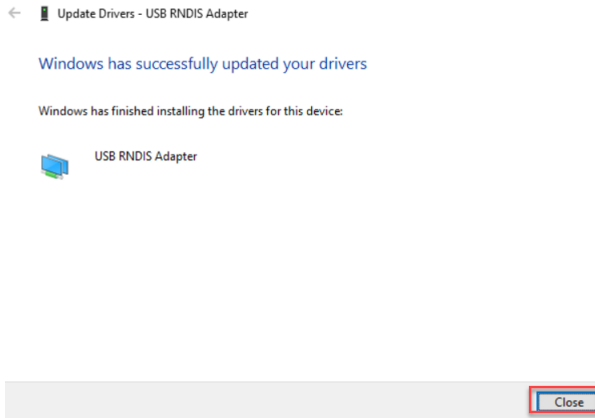 Update Drivers - USB RNDIS Adapter
Windows has successfully updated your drivers
Windows has finished installing the drivers for this device:
USB RNDIS Adapter
Close